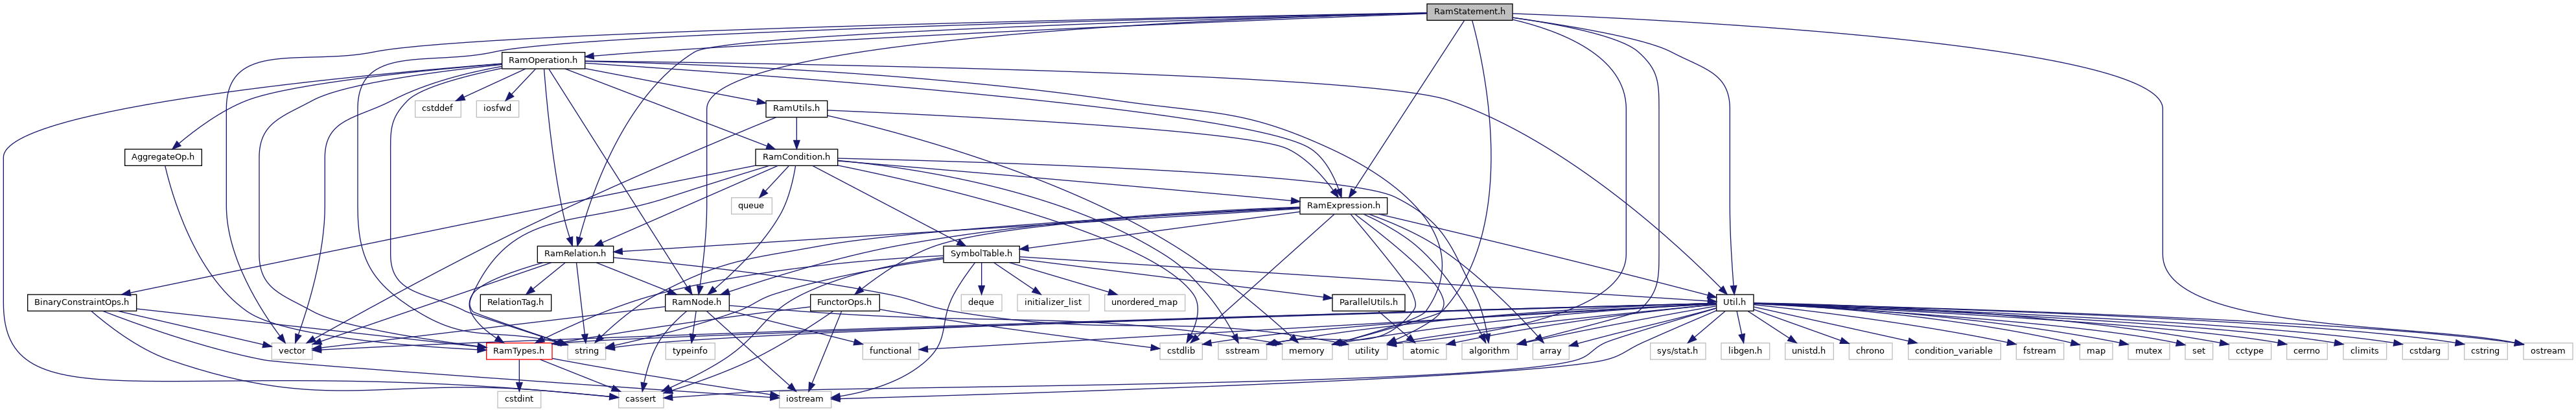 RamStatement.h
RamOperation.h
cstddef
iosfwd
RamUtils.h
AggregateOp.h
RamCondition.h
queue
RamExpression.h
RamRelation.h
SymbolTable.h
BinaryConstraintOps.h
RelationTag.h
RamNode.h
FunctorOps.h
deque
initializer_list
unordered_map
ParallelUtils.h
Util.h
vector
RamTypes.h
string
typeinfo
functional
cstdlib
sstream
memory
utility
atomic
algorithm
array
sys/stat.h
libgen.h
unistd.h
chrono
condition_variable
fstream
map
mutex
set
cctype
cerrno
climits
cstdarg
cstring
ostream
cstdint
cassert
iostream